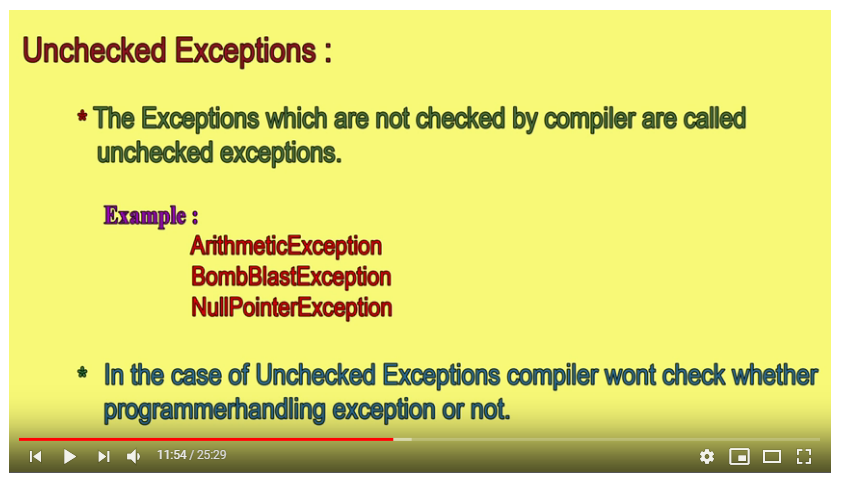 Unchecked Exceptions :
* The Exceptions which are not checked by compiler are called
unchecked exceptions.
Example :
ArithmeticException
BombBlastException
NullPointerException
* In the case of Unchecked Exceptions compiler wont check whether
programmerhandling exception or not.
11:54 / 25:29